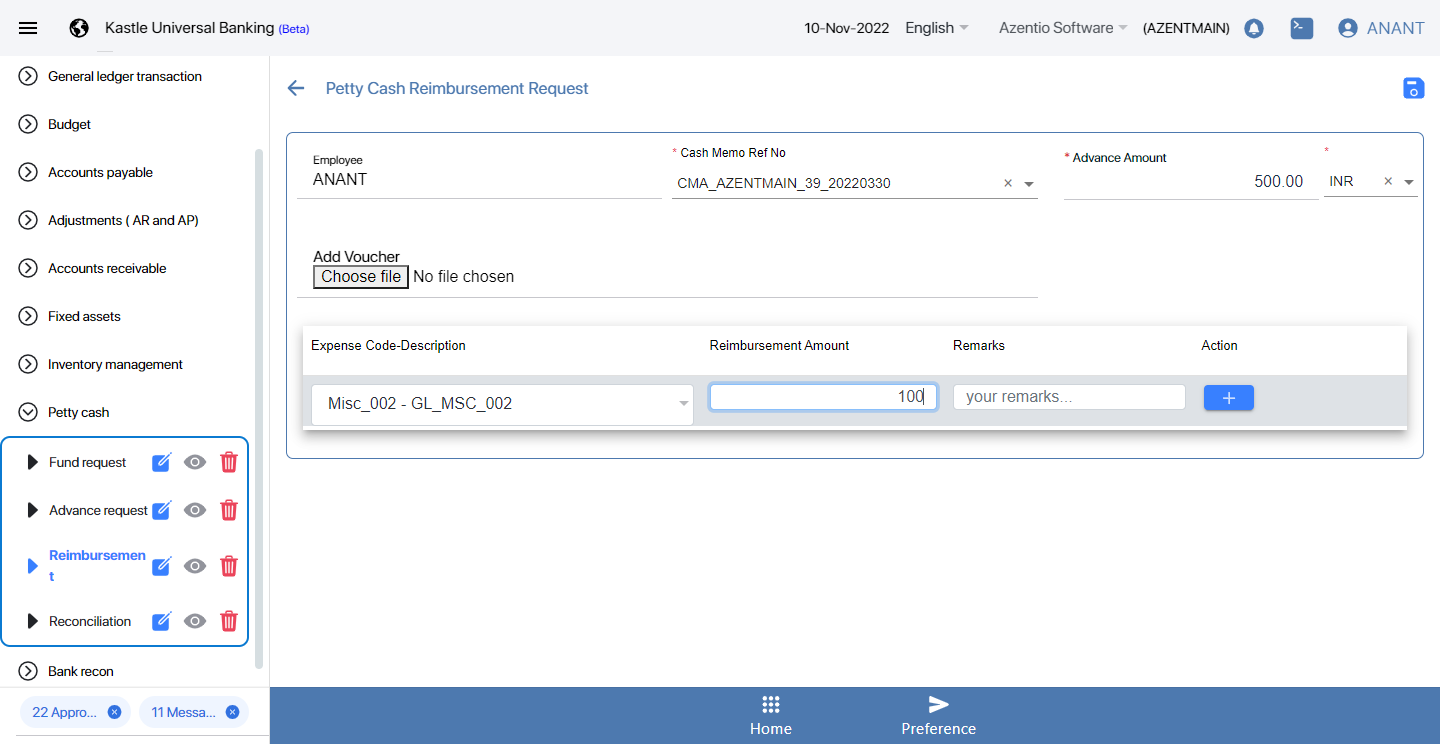 Kastle Universal Banking (Beta)
10-Nov-2022 English Azentio Software (AZENTMAIN) ANANT
General ledger transaction
Budget
Accounts payable
Adjustments ( AR and AP)
Accounts receivable
Fixed assets
Inventory management
Petty cash
Fund request
Advance request
Reimbursemen
t
Reconciliation
Bank recon
22 Appro... 11 Messa...
Petty Cash Reimbursement Request
Employee
ANANT
* Cash Memo Ref No
CMA_AZENTMAIN_39_20220330 ×
* Advance Amount
500.00
*
INR ×
Add Voucher
Choose file No file chosen
Expense Code-Description Reimbursement Amount Remarks Action
Misc_002 - GL_MSC_002 100 your remarks... +
Home Preference